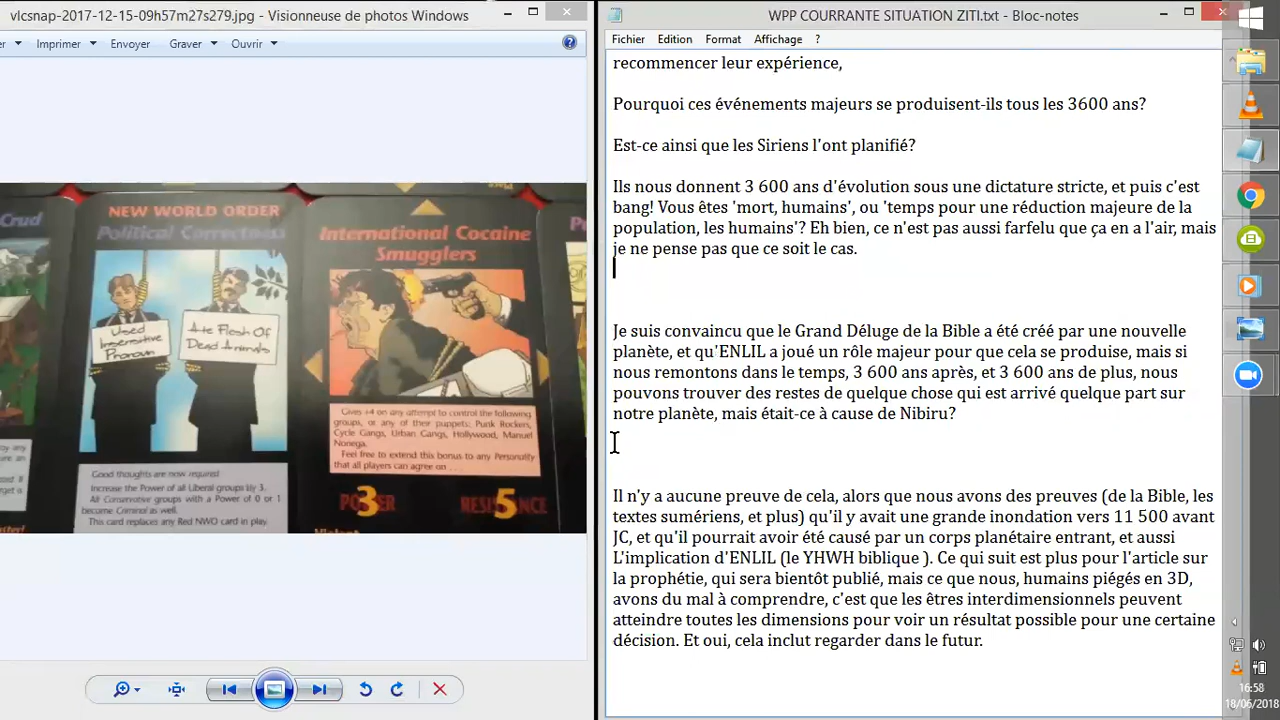 vlcsnap-2017-12-15-09h57m27s279.jpg - Visionneuse de photos Windows
Imprimer
Envoyer
Graver
Ouvrir
Crud
NEW WORLD ORDER
Political Correctness
Used
Pronoun
Ate Flesh Of
Dead Animals
Good thoughts are now required!
Increase the Power of all Liberal groups by 3.
All Conservative groups with a Power of 0 or 1
become Criminal as well.
This card replaces any Red NWO card in play.
International Cocaine
Smugglers
Gives +4 on any attempt to control the following
groups, or any of their puppets: Punk Rockers,
Cycle Gangs, Urban Gangs, Hollywood, Manuel
Noriega.
Feel free to extend this bonus to any Personality
that all players can agree on . . .
POWER 3
RESISTANCE 5
WPP COURRANTE SITUATION ZITI.txt - Bloc-notes
Fichier Edition Format Affichage ?
recommencer leur expérience,
Pourquoi ces événements majeurs se produisent-ils tous les 3600 ans?
Est-ce ainsi que les Siriens l'ont planifié?
Ils nous donnent 3 600 ans d'évolution sous une dictature stricte, et puis c'est
bang! Vous êtes 'mort, humains', ou 'temps pour une réduction majeure de la
population, les humains'? Eh bien, ce n'est pas aussi farfelu que ça en a l'air, mais
je ne pense pas que ce soit le cas.
Je suis convaincu que le Grand Déluge de la Bible a été créé par une nouvelle
planète, et qu'ENLIL a joué un rôle majeur pour que cela se produise, mais si
nous remontons dans le temps, 3 600 ans après, et 3 600 ans de plus, nous
pouvons trouver des restes de quelque chose qui est arrivé quelque part sur
notre planète, mais était-ce à cause de Nibiru?
Il n'y a aucune preuve de cela, alors que nous avons des preuves (de la Bible, les
textes sumériens, et plus) qu'il y avait une grande inondation vers 11 500 avant
JC, et qu'il pourrait avoir été causé par un corps planétaire entrant, et aussi
L'implication d'ENLIL (le YHWH biblique ). Ce qui suit est plus pour l'article sur
la prophétie, qui sera bientôt publié, mais ce que nous, humains piégés en 3D,
avons du mal à comprendre, c'est que les êtres interdimensionnels peuvent
atteindre toutes les dimensions pour voir un résultat possible pour une certaine
décision. Et oui, cela inclut regarder dans le futur.
16:58
18/06/2018